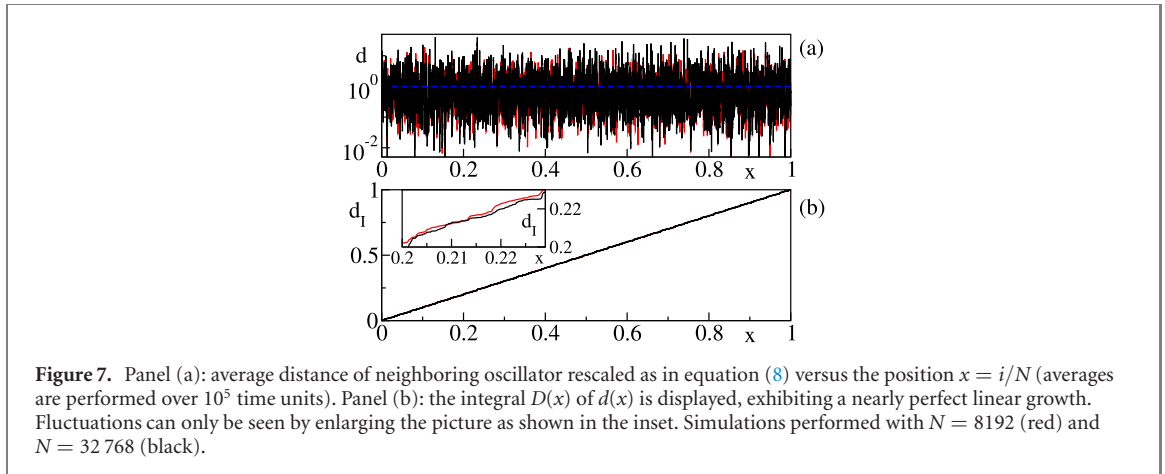 (a)
d
10⁰
10⁻²
0 0.2 0.4 0.6 0.8 x 1
1
d_I
0.5
0
(b)
0.22
d_I
0.2
0.2 0.21 0.22 x
0 0.2 0.4 0.6 0.8 x 1
Figure 7. Panel (a): average distance of neighboring oscillator rescaled as in equation (8) versus the position x = i/N (averages
are performed over 10⁵ time units). Panel (b): the integral D(x) of d(x) is displayed, exhibiting a nearly perfect linear growth.
Fluctuations can only be seen by enlarging the picture as shown in the inset. Simulations performed with N = 8192 (red) and
N = 32 768 (black).